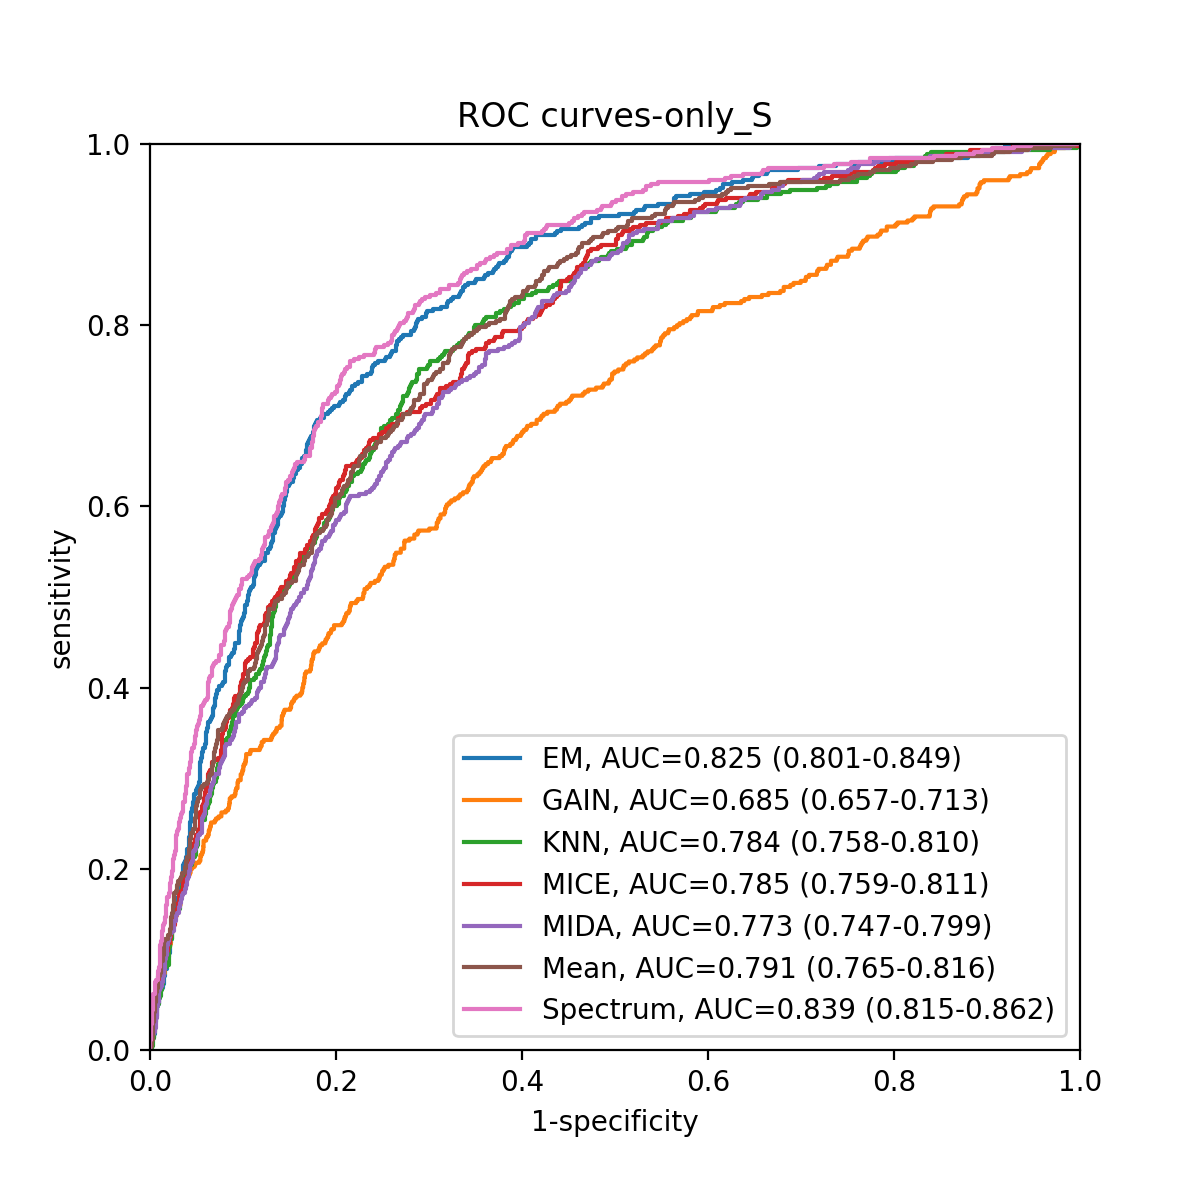 ROC curves-only_S
1.0
0.8
0.6
0.4
0.2
0.0
sensitivity
EM, AUC=0.825 (0.801-0.849)
GAIN, AUC=0.685 (0.657-0.713)
KNN, AUC=0.784 (0.758-0.810)
MICE, AUC=0.785 (0.759-0.811)
MIDA, AUC=0.773 (0.747-0.799)
Mean, AUC=0.791 (0.765-0.816)
Spectrum, AUC=0.839 (0.815-0.862)
0.0 0.2 0.4 0.6 0.8 1.0
1-specificity